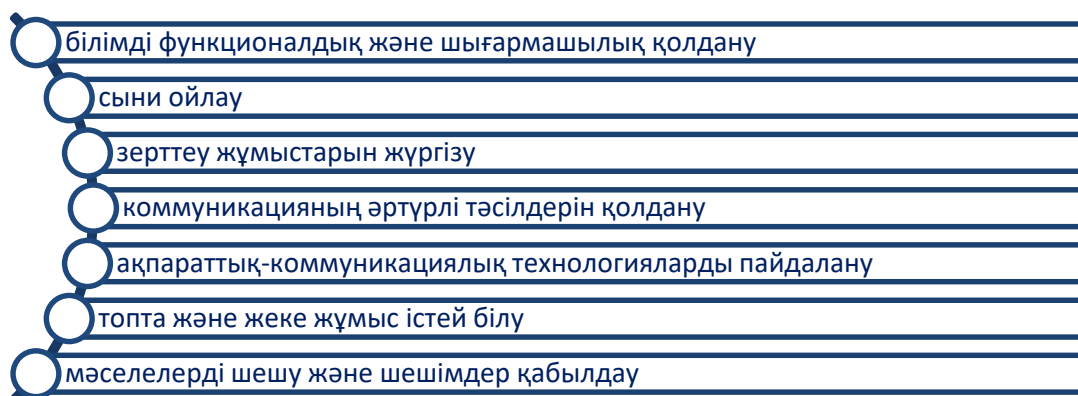 білімді функционалдық және шығармашылық қолдану
сыни ойлау
зерттеу жұмыстарын жүргізу
коммуникацияның әртүрлі тәсілдерін қолдану
ақпараттық-коммуникациялық технологияларды пайдалану
топта және жеке жұмыс істей білу
мәселелерді шешу және шешімдер қабылдау